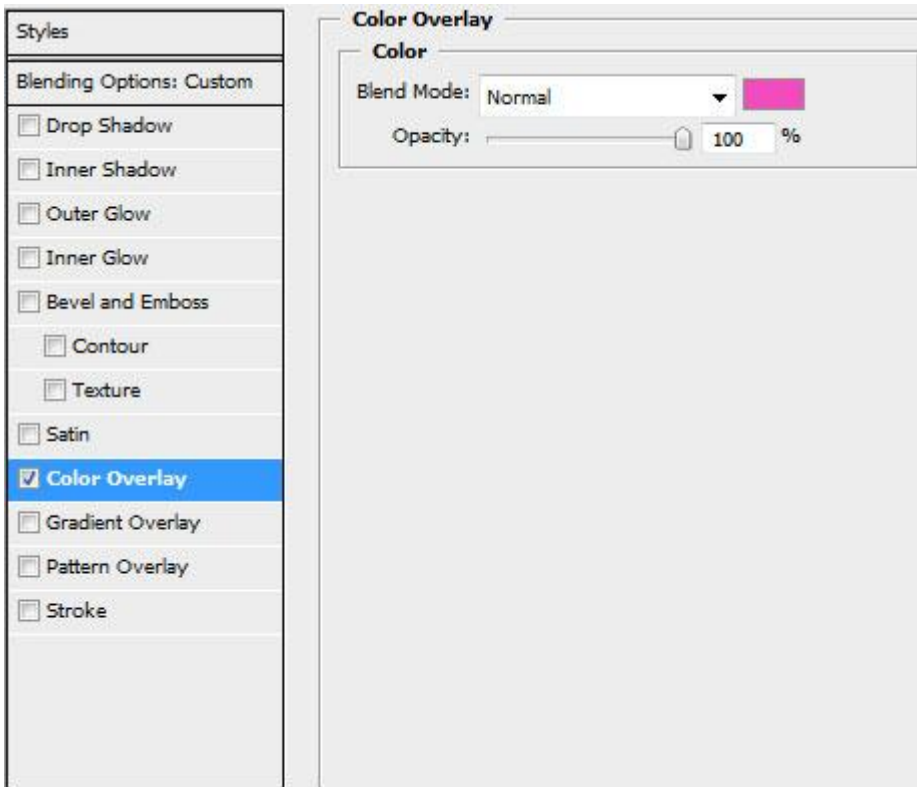 Styles
Blending Options: Custom
Drop Shadow
Inner Shadow
Outer Glow
Inner Glow
Bevel and Emboss
Contour
Texture
Satin
Color Overlay
Gradient Overlay
Pattern Overlay
Stroke
Color Overlay
Color
Blend Mode: Normal
Opacity: 100 %